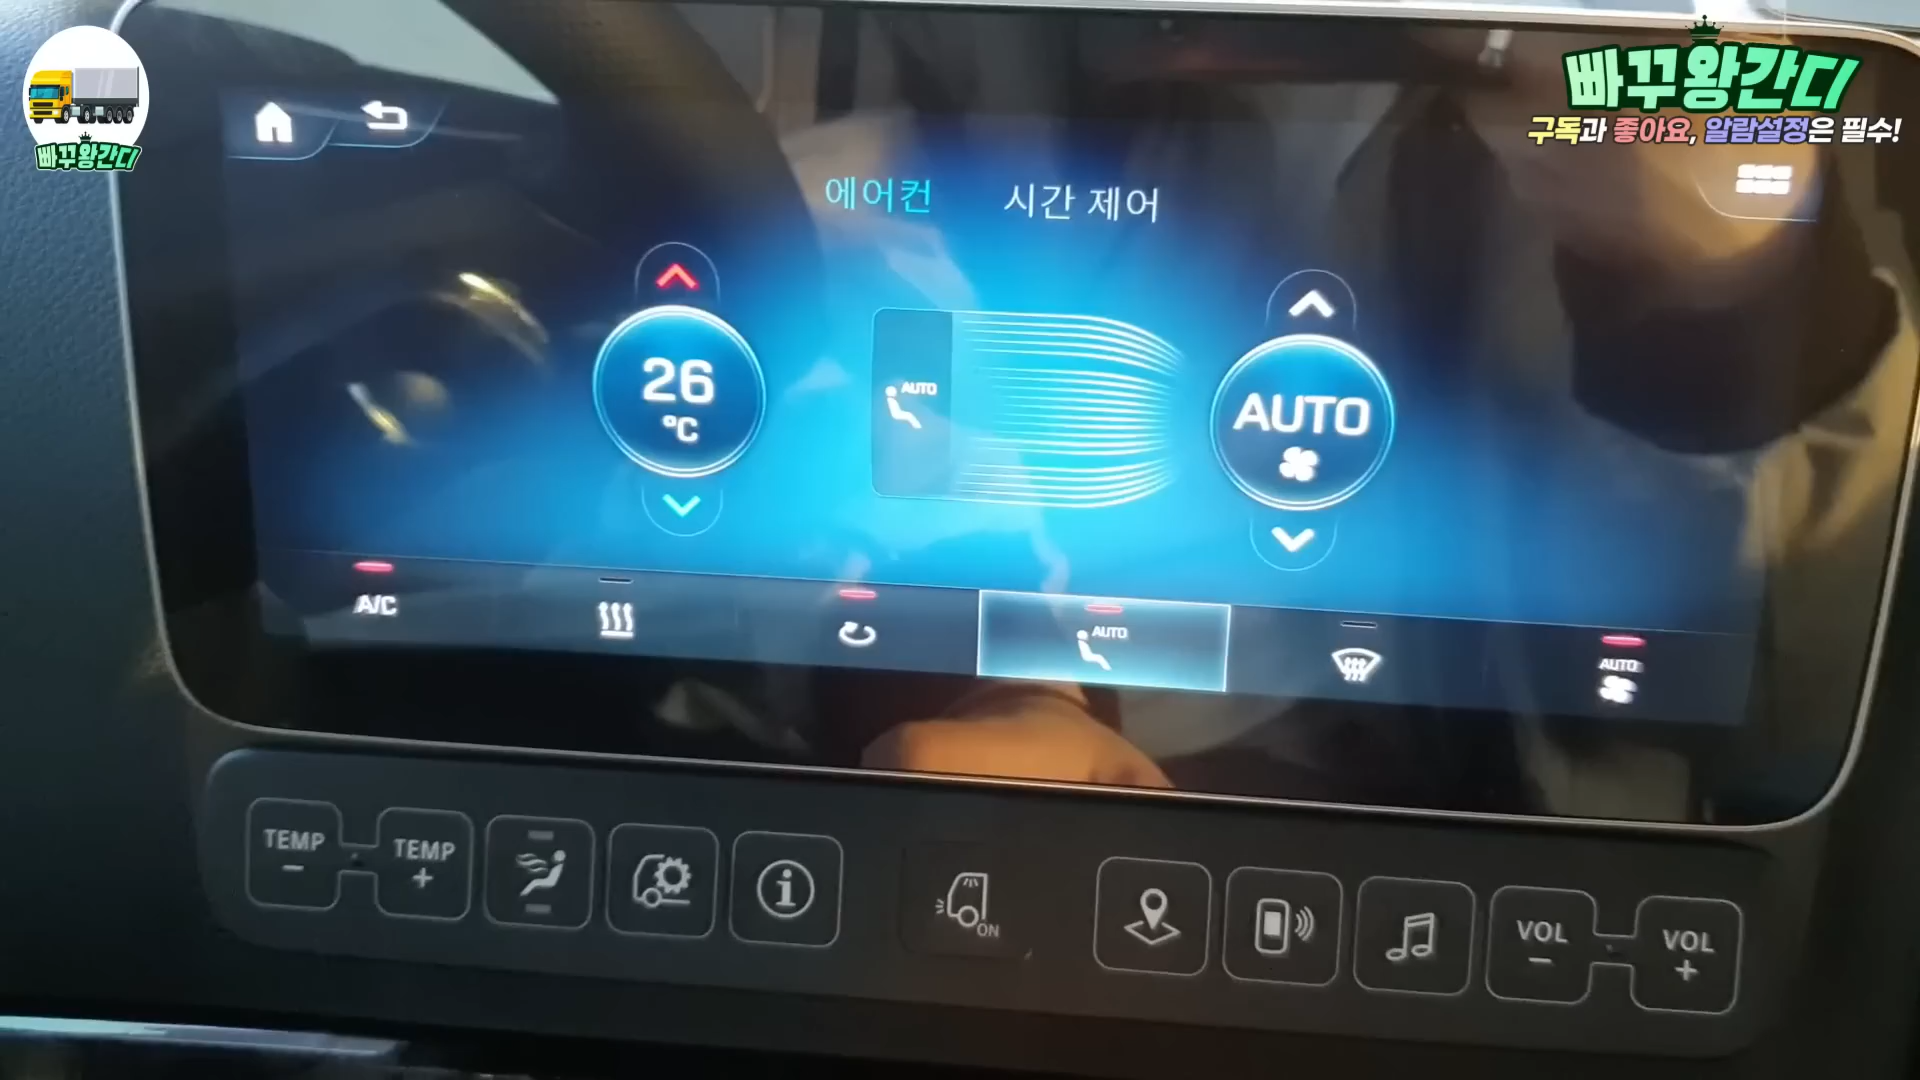 빠꾸왕간디
빠꾸왕간디
구독과 좋아요, 알람설정은 필수!
에어컨
시간 제어
26
°C
AUTO
AUTO
A/C
AUTO
AUTO
TEMP
−
TEMP
+
ON
VOL
−
VOL
+